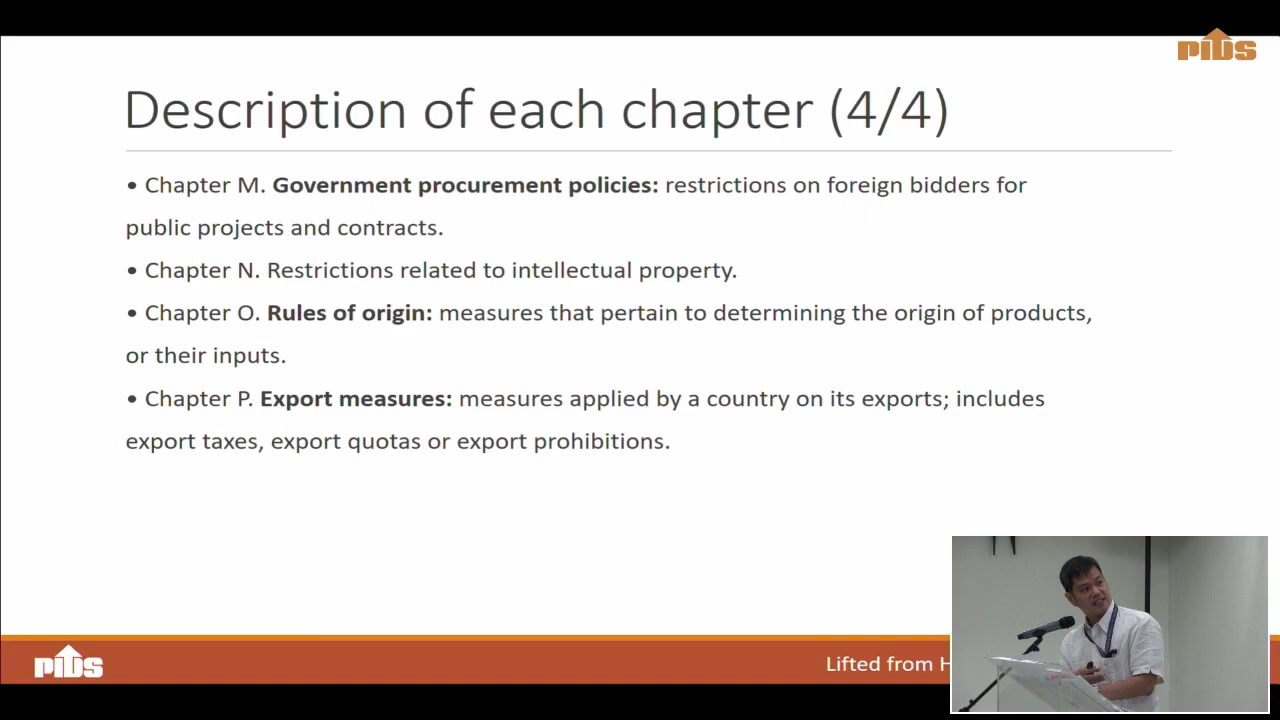 PIDS
Description of each chapter (4/4)
• Chapter M. Government procurement policies: restrictions on foreign bidders for
public projects and contracts.
• Chapter N. Restrictions related to intellectual property.
• Chapter O. Rules of origin: measures that pertain to determining the origin of products,
or their inputs.
• Chapter P. Export measures: measures applied by a country on its exports; includes
export taxes, export quotas or export prohibitions.
PIDS
Lifted from H